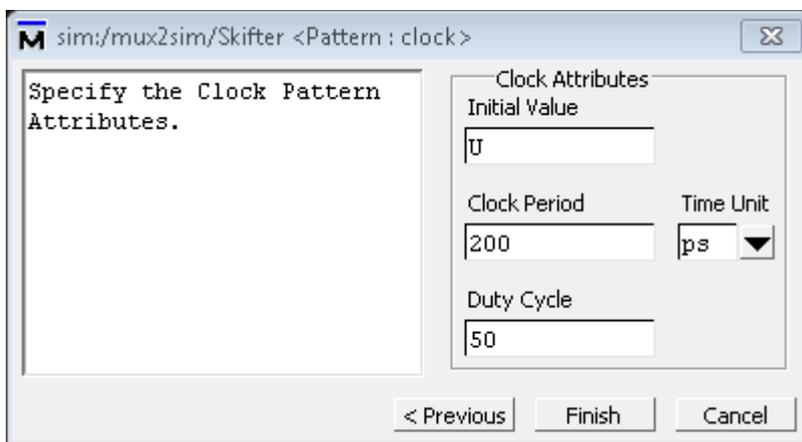 M sim:/mux2sim/Skifter <Pattern : clock>
Specify the Clock Pattern
Attributes.
Clock Attributes
Initial Value
U
Clock Period
Time Unit
200
ps
Duty Cycle
50
< Previous
Finish
Cancel